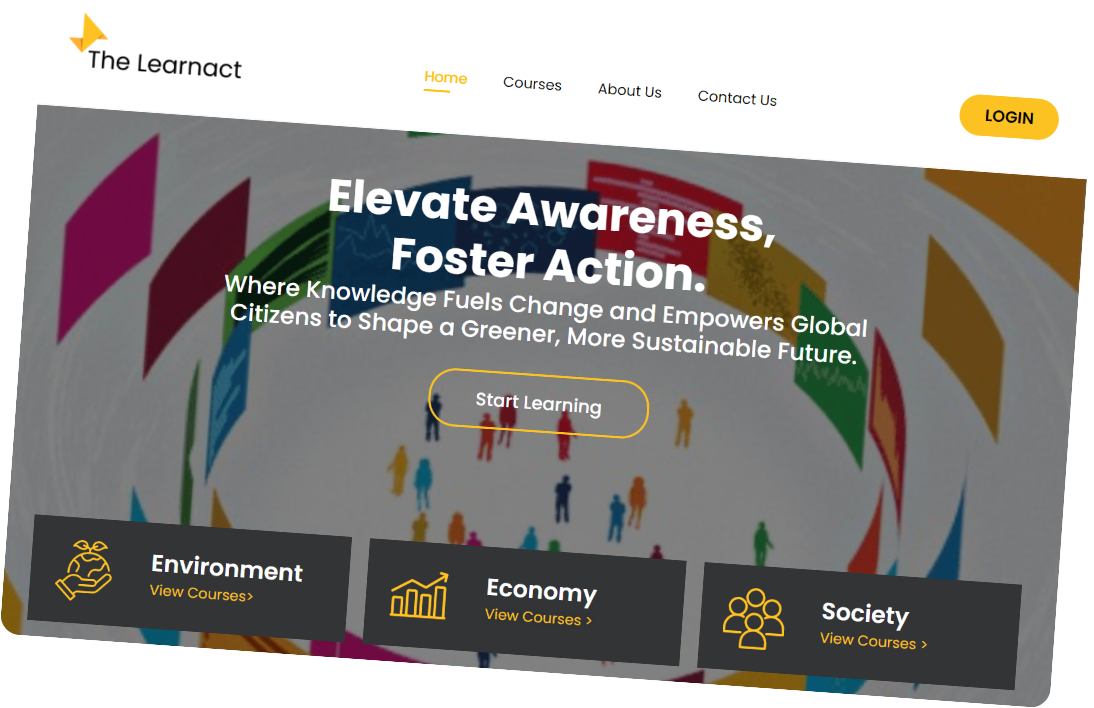 The Learnact
Home
Courses
About Us
Contact Us
LOGIN
Elevate Awareness,
Foster Action.
Where Knowledge Fuels Change and Empowers Global
Citizens to Shape a Greener, More Sustainable Future.
Start Learning
Environment
View Courses>
Economy
View Courses >
Society
View Courses >